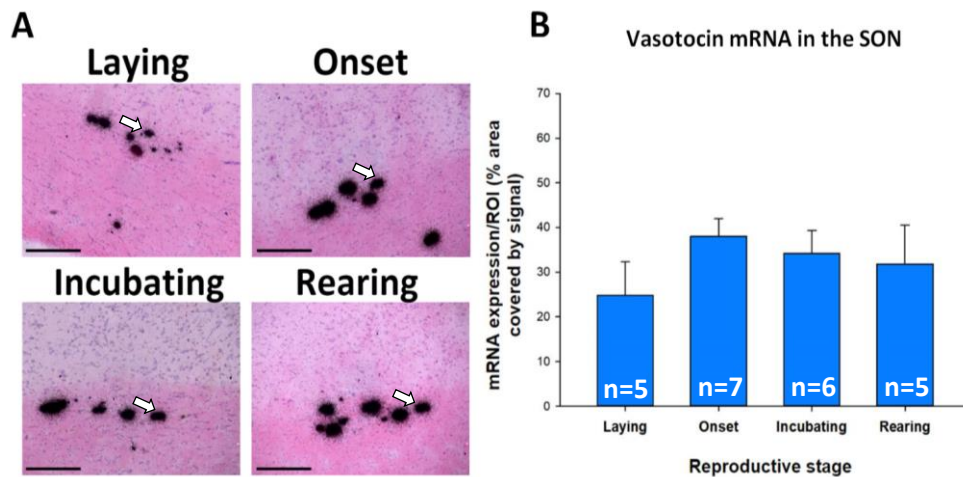 A
Laying
Onset
Incubating
Rearing
B
Vasotocin mRNA in the SON
mRNA expression/ROI (% area
covered by signal)
70
60
50
40
30
20
10
0
n=5
n=7
n=6
n=5
Laying
Onset
Incubating
Rearing
Reproductive stage